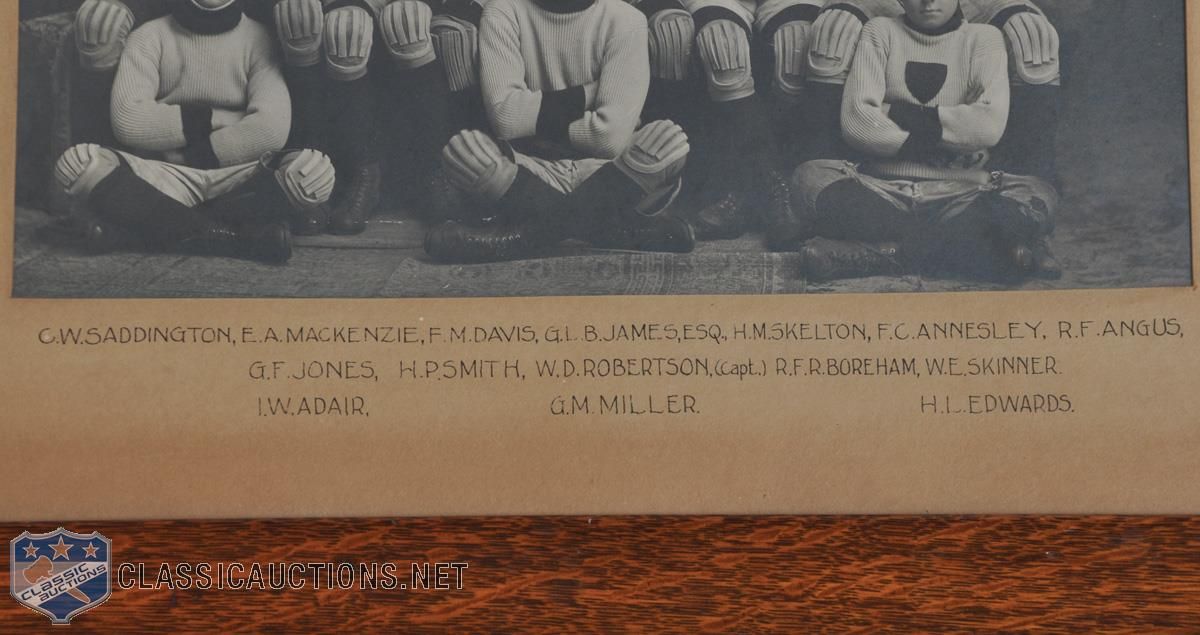 C.W.SADDINGTON, E.A.MACKENZIE, F.M.DAVIS, G.L.B.JAMES,ESQ., H.M.SKELTON, F.C.ANNESLEY, R.F.ANGUS,
G.F.JONES, H.P.SMITH, W.D.ROBERTSON,(Capt.) R.F.R.BOREHAM, W.E.SKINNER.
I.W.ADAIR, G.M.MILLER. H.L.EDWARDS.
CLASSIC AUCTIONS
CLASSICAUCTIONS.NET